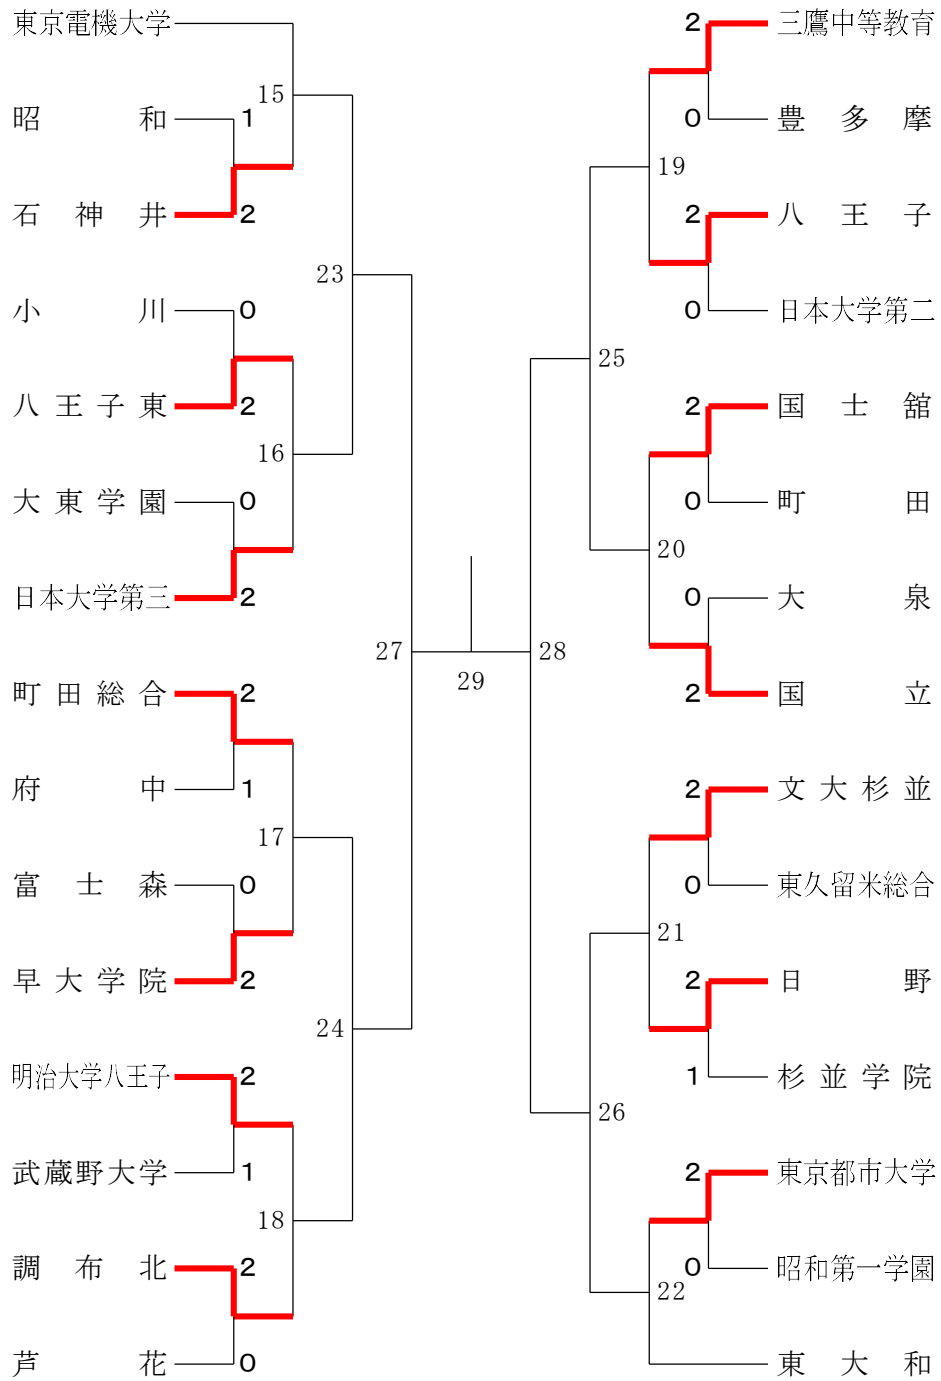 東京電機大学
15
昭和 1
石神井 2
23
小川 0
八王子東 2
16
大東学園 0
日本大学第三 2
27
町田総合 2
府中 1
17
富士森 0
早大学院 2
24
明治大学八王子 2
武蔵野大学 1
18
調布北 2
芦花 0
29
2 三鷹中等教育
0 豊多摩
19
2 八王子
0 日本大学第二
25
2 国士舘
0 町田
20
0 大泉
2 国立
28
2 文大杉並
0 東久留米総合
21
2 日野
1 杉並学院
26
2 東京都市大学
0 昭和第一学園
22
東大和